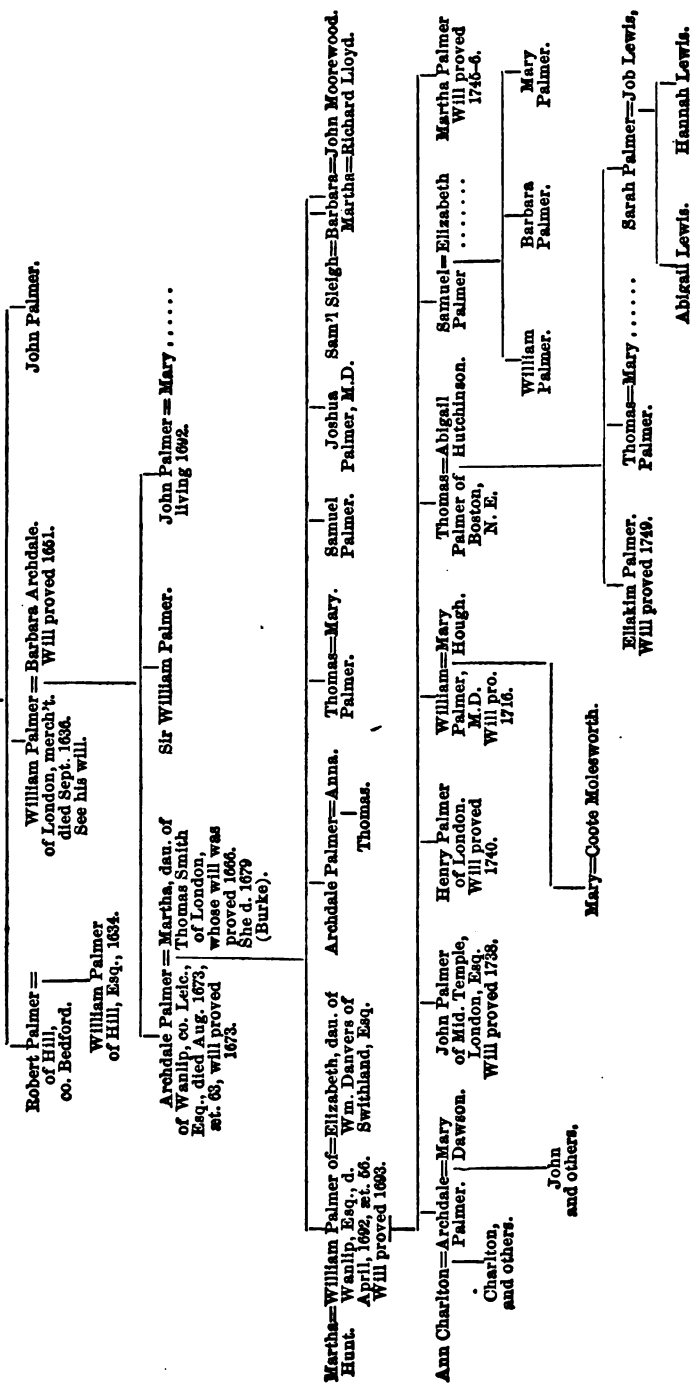 Robert Palmer=
of Hill,
co. Bedford.
William Palmer
of Hill, Esq., 1634.
William Palmer=Barbara Archdale.
of London, merch't. Will proved 1651.
died Sept. 1636.
See his will.
John Palmer.
Archdale Palmer=Martha, dau. of
of Wanlip, co. Leic., Thomas Smith
Esq., died Aug. 1673, of London,
æt. 63, will proved whose will was
1673. proved 1666.
She d. 1679
(Burke).
Sir William Palmer.
John Palmer=Mary......
living 1692.
Martha=William Palmer of=Elizabeth, dau. of
Hunt. Wanlip, Esq., d. Wm. Danvers of
April, 1692, æt. 56. Swithland, Esq.
Will proved 1693.
Archdale Palmer=Anna.
Thomas.
Thomas=Mary.
Palmer.
Samuel
Palmer.
Joshua
Palmer, M.D.
Sam'l Sleigh=Barbara=John Moorewood.
Martha=Richard Lloyd.
Ann Charlton=Archdale=Mary
Palmer. Dawson.
Charlton,
and others.
John
and others.
John Palmer
of Mid. Temple,
London, Esq.
Will proved 1738.
Henry Palmer
of London.
Will proved
1740.
William=Mary
Palmer, Hough.
M.D.
Will pro.
1716.
Mary=Coote Molesworth.
Thomas=Abigail
Palmer of Hutchinson.
Boston,
N. E.
Samuel=Elizabeth
Palmer .......
Martha Palmer
Will proved
1745-6.
William
Palmer.
Barbara
Palmer.
Mary
Palmer.
Eliakim Palmer.
Will proved 1749.
Thomas=Mary......
Palmer.
Sarah Palmer=Job Lewis,
Abigail Lewis. Hannah Lewis.